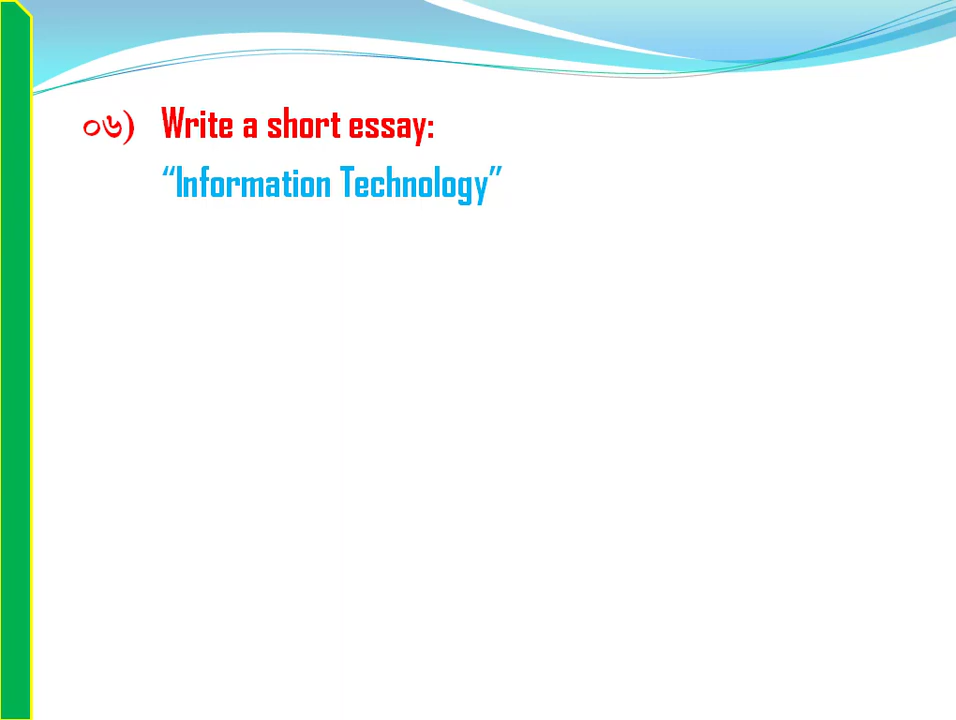 ০৬) Write a short essay:
“Information Technology”